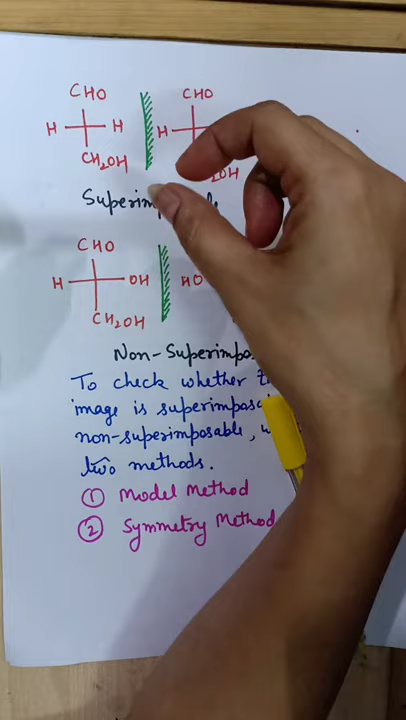 CHO CHO
H H H
CH2OH 2OH
Superim
CHO
H OH HO
CH2OH
Non-Superimpo
To check whether
image is superimpos
non-superimposable,
two methods.
① Model Method
② Symmetry Method